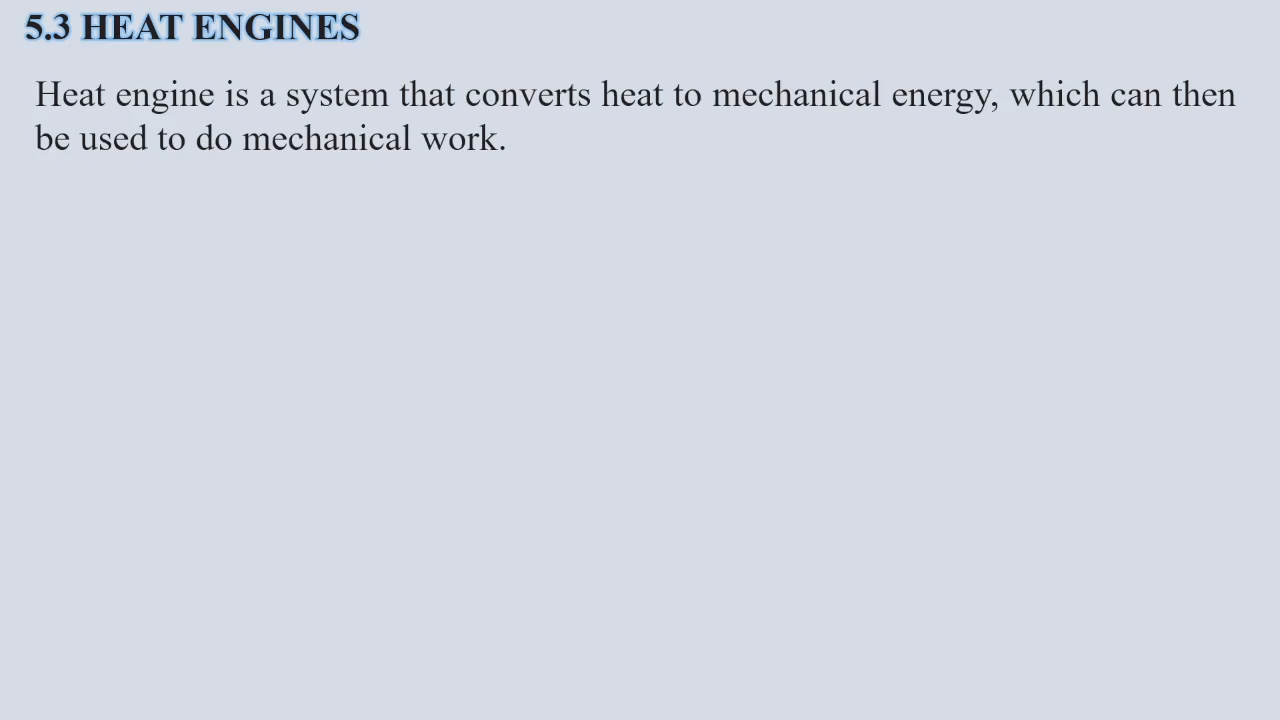 5.3 HEAT ENGINES
Heat engine is a system that converts heat to mechanical energy, which can then
be used to do mechanical work.